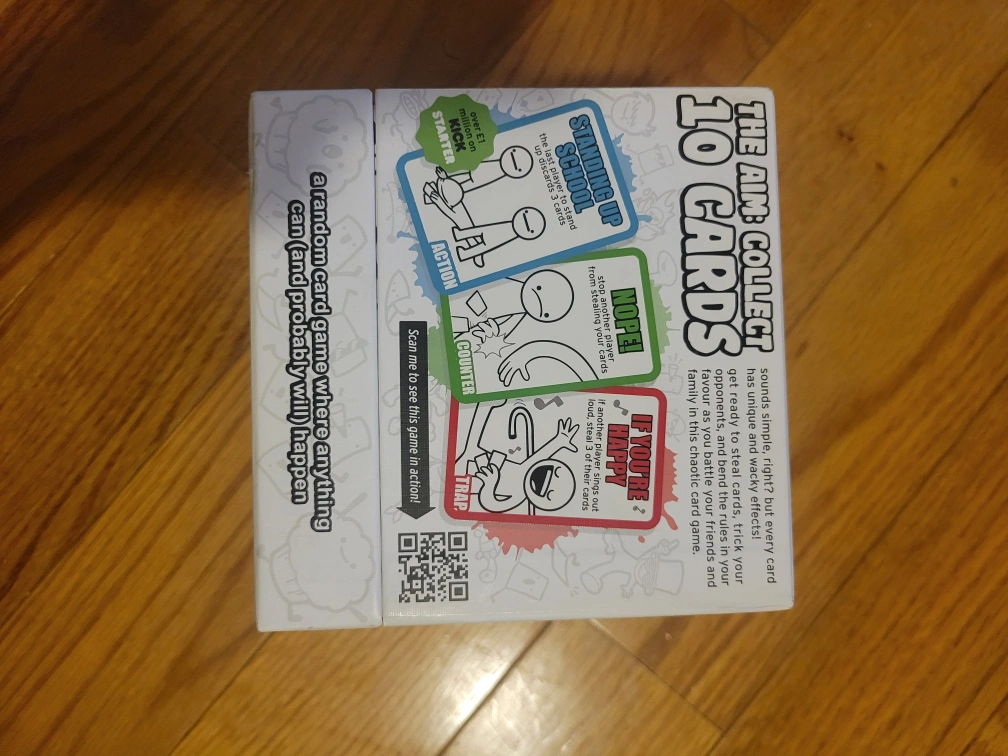 THE AIM: COLLECT
10 CARDS
sounds simple, right? but every card
has unique and wacky effects!
get ready to steal cards, trick your
opponents, and bend the rules in your
favour as you battle your friends and
family in this chaotic card game.
STANDING UP
SCHOOL
the last player to stand
up discards 3 cards
ACTION
over £1
million on
KICK
STARTER
NOPE!
stop another player
from stealing your cards
COUNTER
IF YOU'RE
HAPPY
if another player sings out
loud, steal 3 of their cards
TRAP
Scan me to see this game in action!
a random card game where anything
can (and probably will) happen